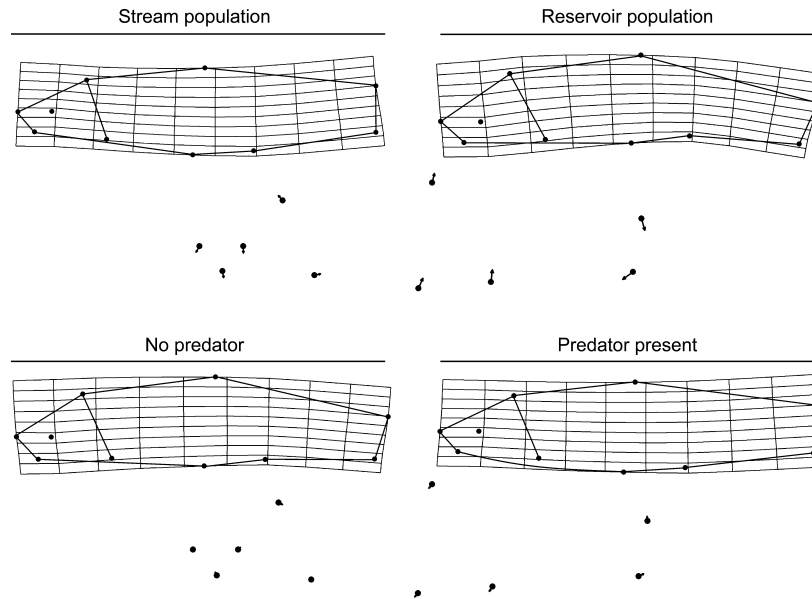 Stream population
Reservoir population
No predator
Predator present